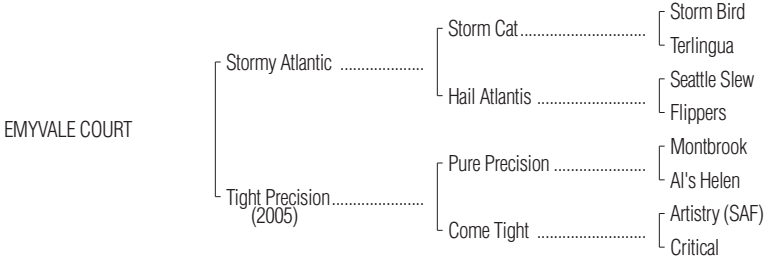 Storm Bird
Storm Cat..............................
Terlingua
Stormy Atlantic ....................
Seattle Slew
Hail Atlantis ..........................
Flippers
EMYVALE COURT
Montbrook
Pure Precision ......................
Al's Helen
Tight Precision......................
(2005)
Artistry (SAF)
Come Tight ..........................
Critical